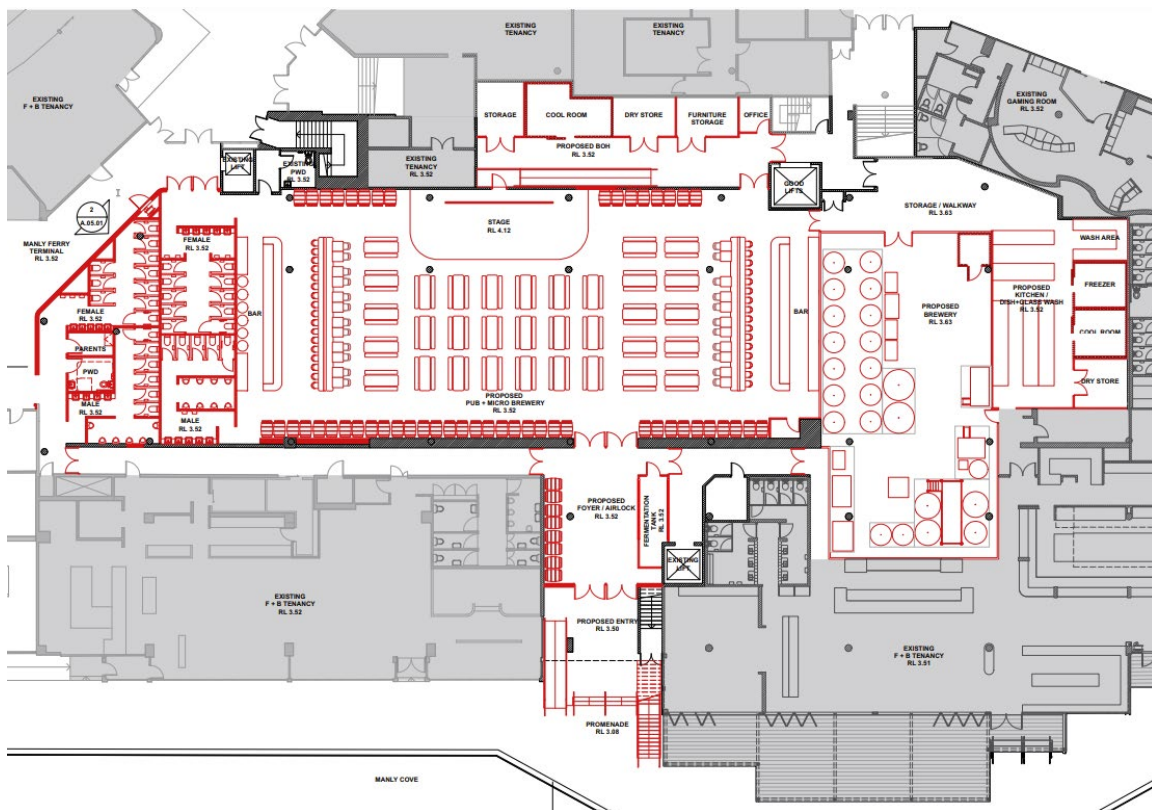 EXISTING
TENANCY
EXISTING
TENANCY
EXISTING
F + B TENANCY
RL 3.52
EXISTING
GAMING ROOM
RL 3.52
STORAGE
COOL ROOM
DRY STORE
FURNITURE
STORAGE
OFFICE
PROPOSED BOH
RL 3.52
EXISTING
LIFT
EXISTING
PWD
RL 3.52
EXISTING
TENANCY
RL 3.52
GOOD
LIFTS
STORAGE / WALKWAY
RL 3.63
2
A.05.01
MANLY FERRY
TERMINAL
RL 3.52
FEMALE
RL 3.52
STAGE
RL 4.12
WASH AREA
FREEZER
PROPOSED
KITCHEN /
DISH+GLASS WASH
RL 3.52
COOL ROOM
DRY STORE
PROPOSED
BREWERY
RL 3.63
BAR
BAR
FEMALE
RL 3.52
PARENTS
PWD
MALE
RL 3.52
MALE
RL 3.52
PROPOSED
PUB + MICRO BREWERY
RL 3.52
PROPOSED
FOYER / AIRLOCK
RL 3.52
FERMENTATION
TANK
RL 3.52
EXISTING
LIFT
EXISTING
F + B TENANCY
RL 3.52
PROPOSED ENTRY
RL 3.50
EXISTING
F + B TENANCY
RL 3.51
PROMENADE
RL 3.08
MANLY COVE